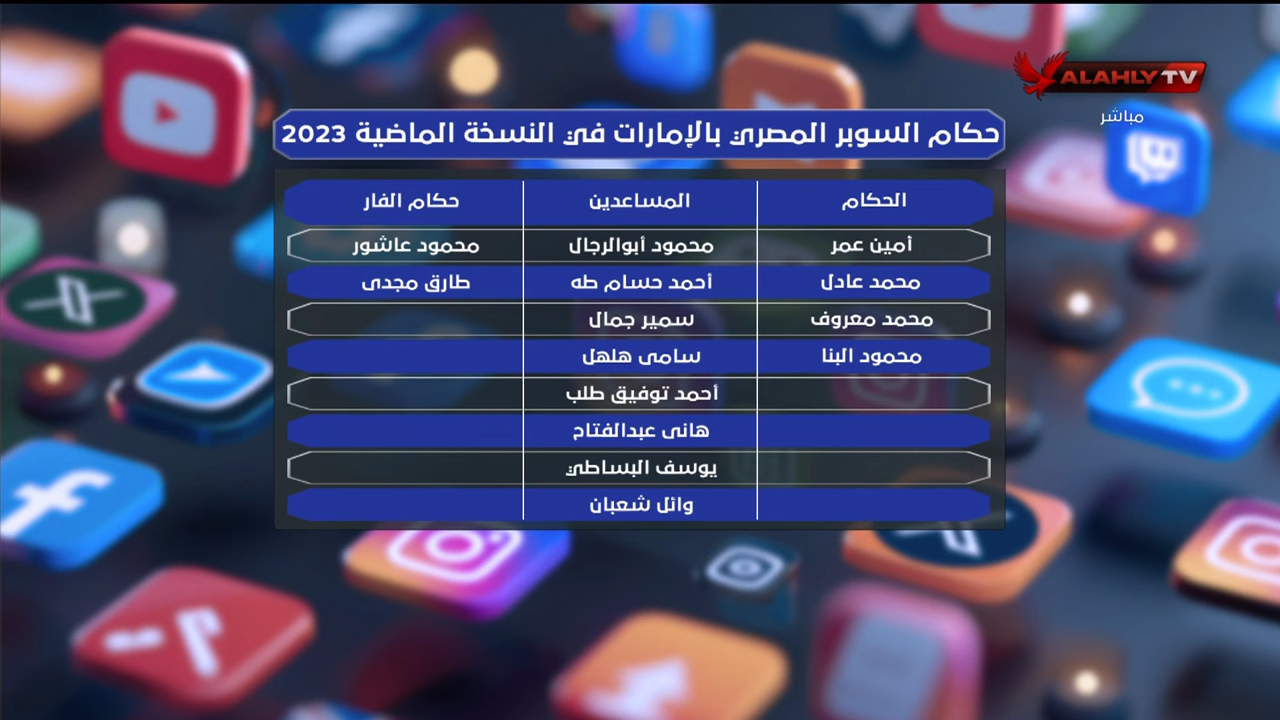 ALAHLY TV
مباشر
حكام السوبر المصري بالإمارات في النسخة الماضية 2023
الحكام المساعدين حكام الفار
أمين عمر محمود أبوالرجال محمود عاشور
محمد عادل أحمد حسام طه طارق مجدى
محمد معروف سمير جمال
محمود البنا سامى هلهل
أحمد توفيق طلب
هانى عبدالفتاح
يوسف البساطي
وائل شعبان